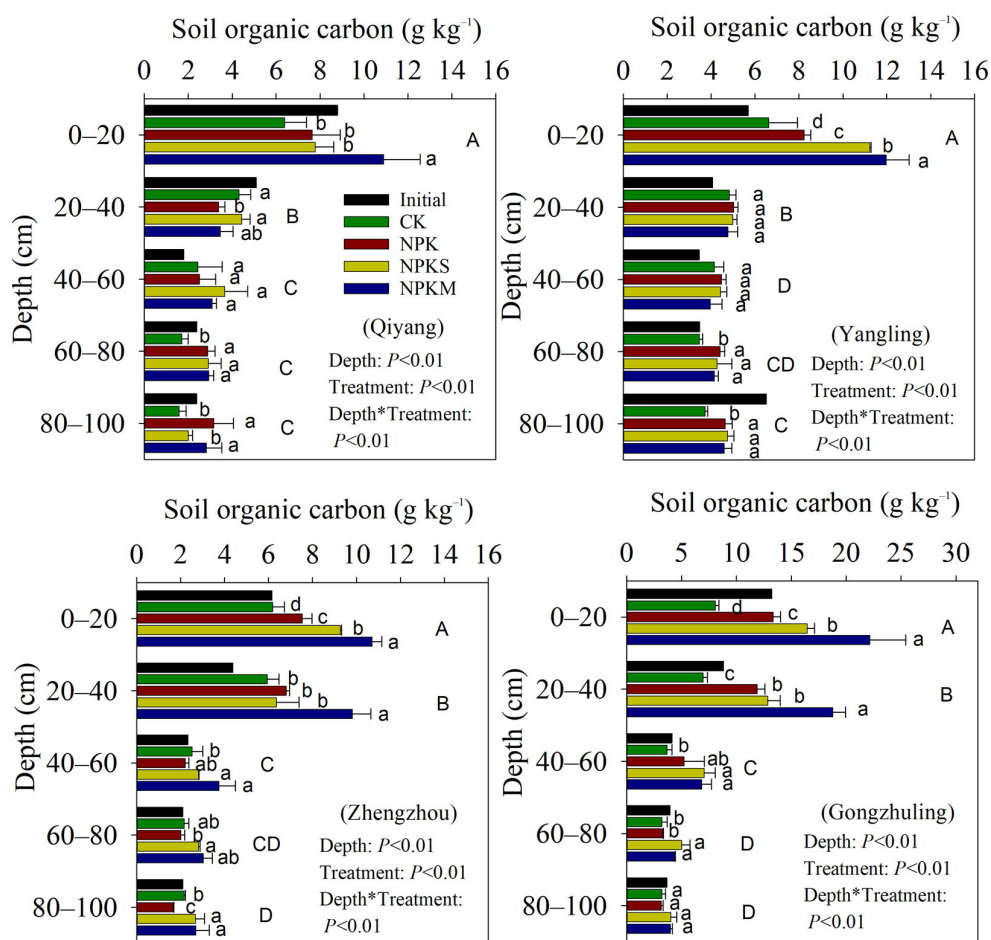 Soil organic carbon (g kg⁻¹)
0 2 4 6 8 10 12 14 16
Depth (cm)
0–20
b
b
b
a
A
20–40
a
b
a
ab
B
Initial
CK
NPK
NPKS
NPKM
40–60
a
a
a
a
C
60–80
b
a
a
a
C
80–100
b
a
b
a
C
(Qiyang)
Depth: P<0.01
Treatment: P<0.01
Depth*Treatment:
P<0.01
Soil organic carbon (g kg⁻¹)
0 2 4 6 8 10 12 14 16
Depth (cm)
0–20
d
c
b
a
A
20–40
a
a
a
a
B
40–60
a
a
a
a
D
60–80
b
a
a
a
CD
80–100
b
a
a
a
C
(Yangling)
Depth: P<0.01
Treatment: P<0.01
Depth*Treatment:
P<0.01
Soil organic carbon (g kg⁻¹)
0 2 4 6 8 10 12 14 16
Depth (cm)
0–20
d
c
b
a
A
20–40
b
b
b
a
B
40–60
b
ab
a
a
C
60–80
ab
b
a
ab
CD
80–100
b
c
a
a
D
(Zhengzhou)
Depth: P<0.01
Treatment: P<0.01
Depth*Treatment:
P<0.01
Soil organic carbon (g kg⁻¹)
0 5 10 15 20 25 30
Depth (cm)
0–20
d
c
b
a
A
20–40
c
b
b
a
B
40–60
b
ab
a
a
C
60–80
b
b
a
a
D
80–100
a
a
a
a
D
(Gongzhuling)
Depth: P<0.01
Treatment: P<0.01
Depth*Treatment:
P<0.01